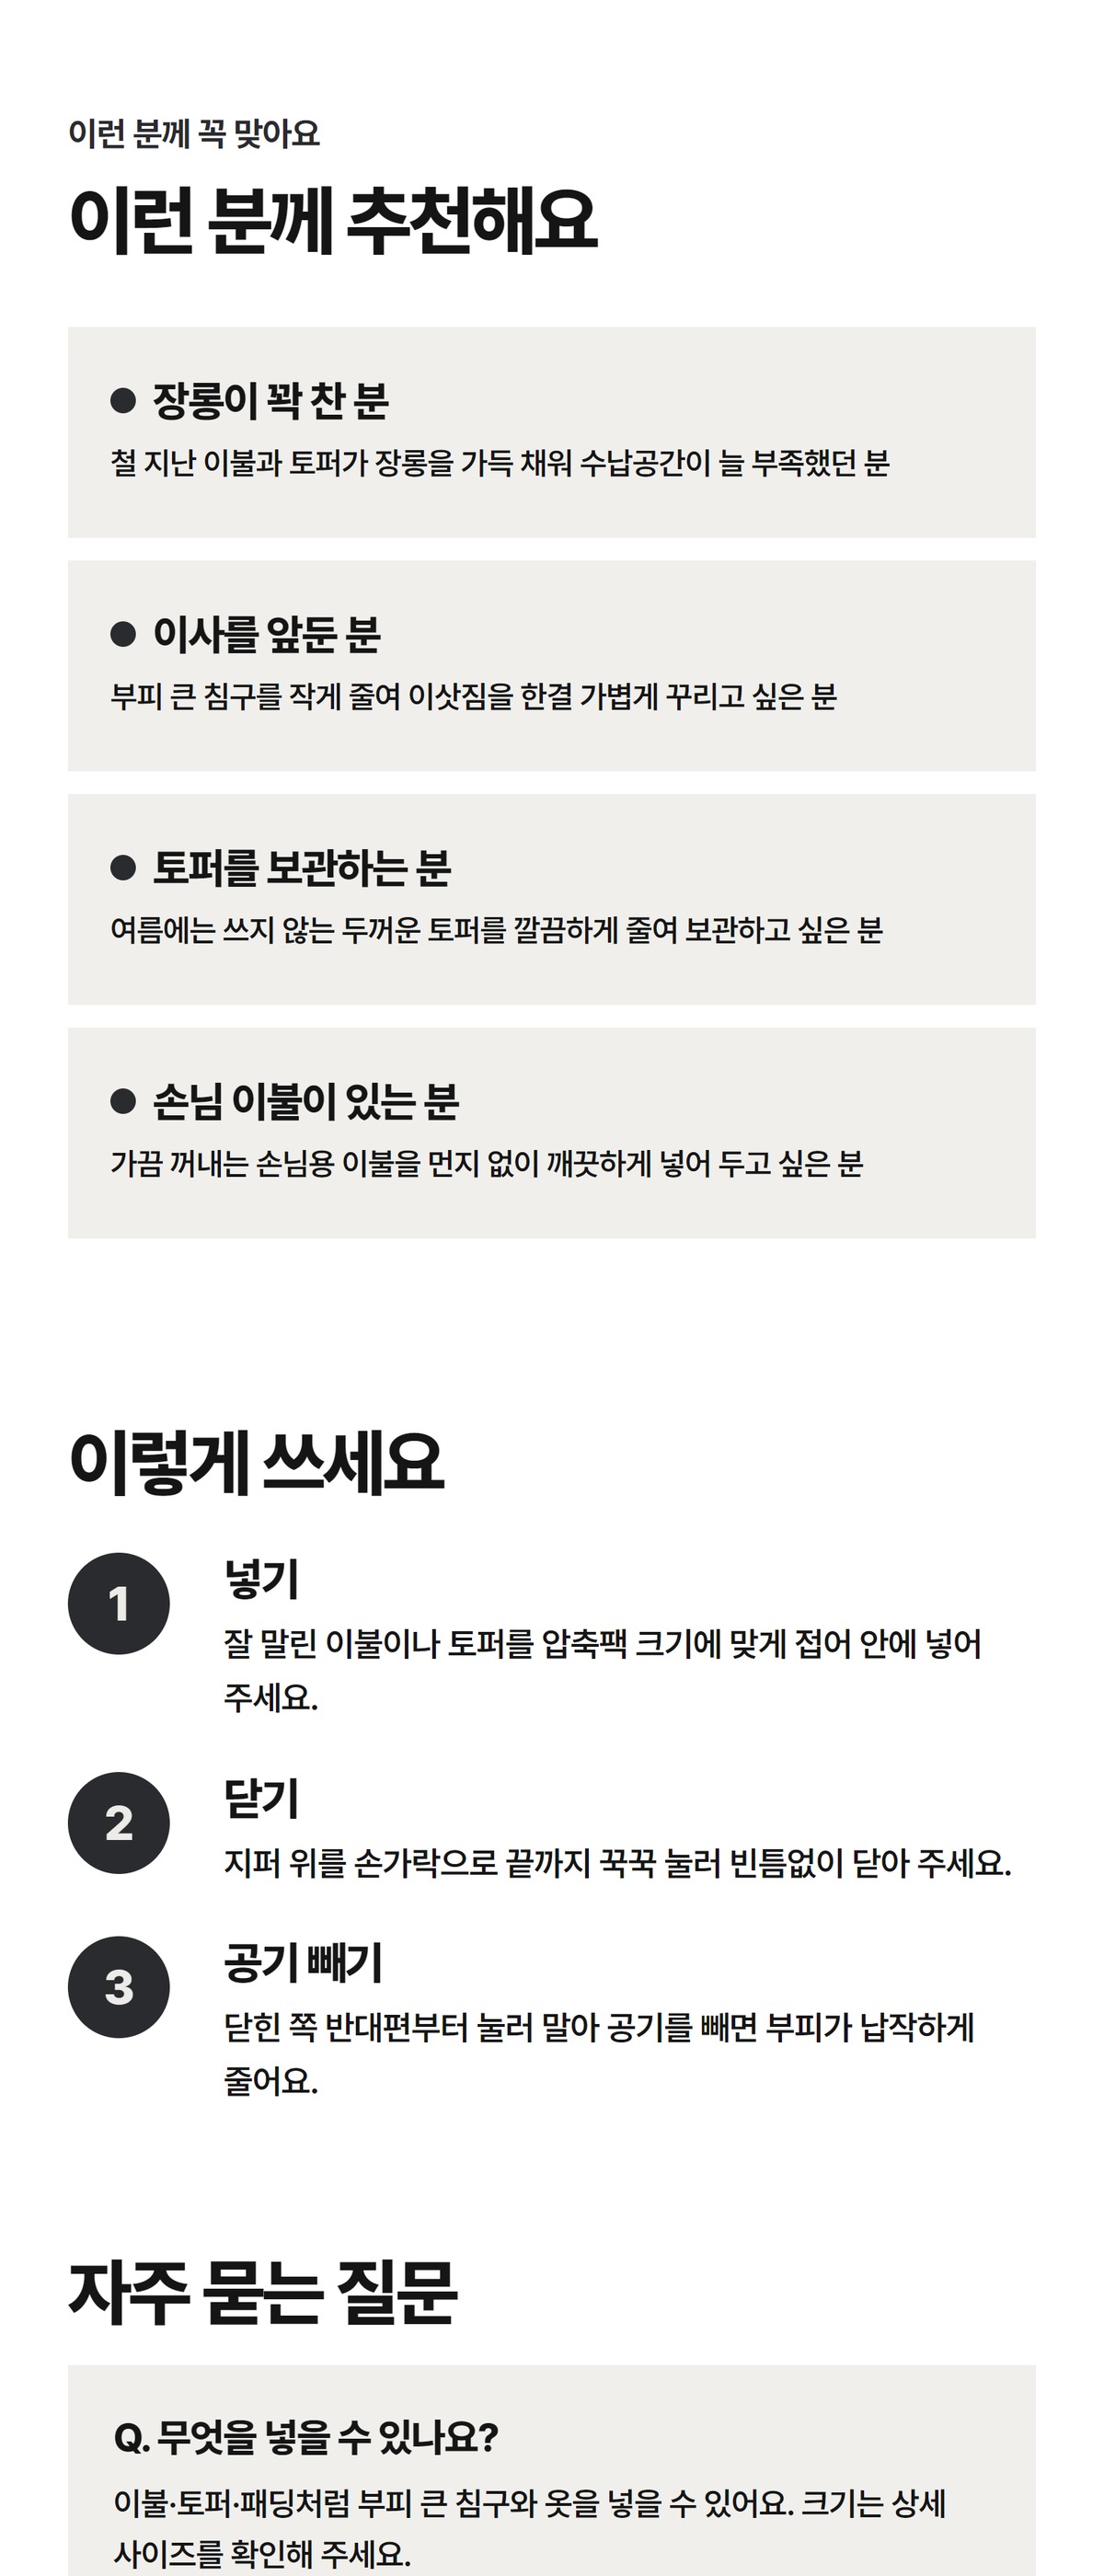 이런 분께 꼭 맞아요
이런 분께 추천해요
장롱이 꽉 찬 분
철 지난 이불과 토퍼가 장롱을 가득 채워 수납공간이 늘 부족했던 분
이사를 앞둔 분
부피 큰 침구를 작게 줄여 이삿짐을 한결 가볍게 꾸리고 싶은 분
토퍼를 보관하는 분
여름에는 쓰지 않는 두꺼운 토퍼를 깔끔하게 줄여 보관하고 싶은 분
손님 이불이 있는 분
가끔 꺼내는 손님용 이불을 먼지 없이 깨끗하게 넣어 두고 싶은 분
이렇게 쓰세요
1
넣기
잘 말린 이불이나 토퍼를 압축팩 크기에 맞게 접어 안에 넣어
주세요.
2
닫기
지퍼 위를 손가락으로 끝까지 꾹꾹 눌러 빈틈없이 닫아 주세요.
3
공기 빼기
닫힌 쪽 반대편부터 눌러 말아 공기를 빼면 부피가 납작하게
줄어요.
자주 묻는 질문
Q. 무엇을 넣을 수 있나요?
이불·토퍼·패딩처럼 부피 큰 침구와 옷을 넣을 수 있어요. 크기는 상세
사이즈를 확인해 주세요.